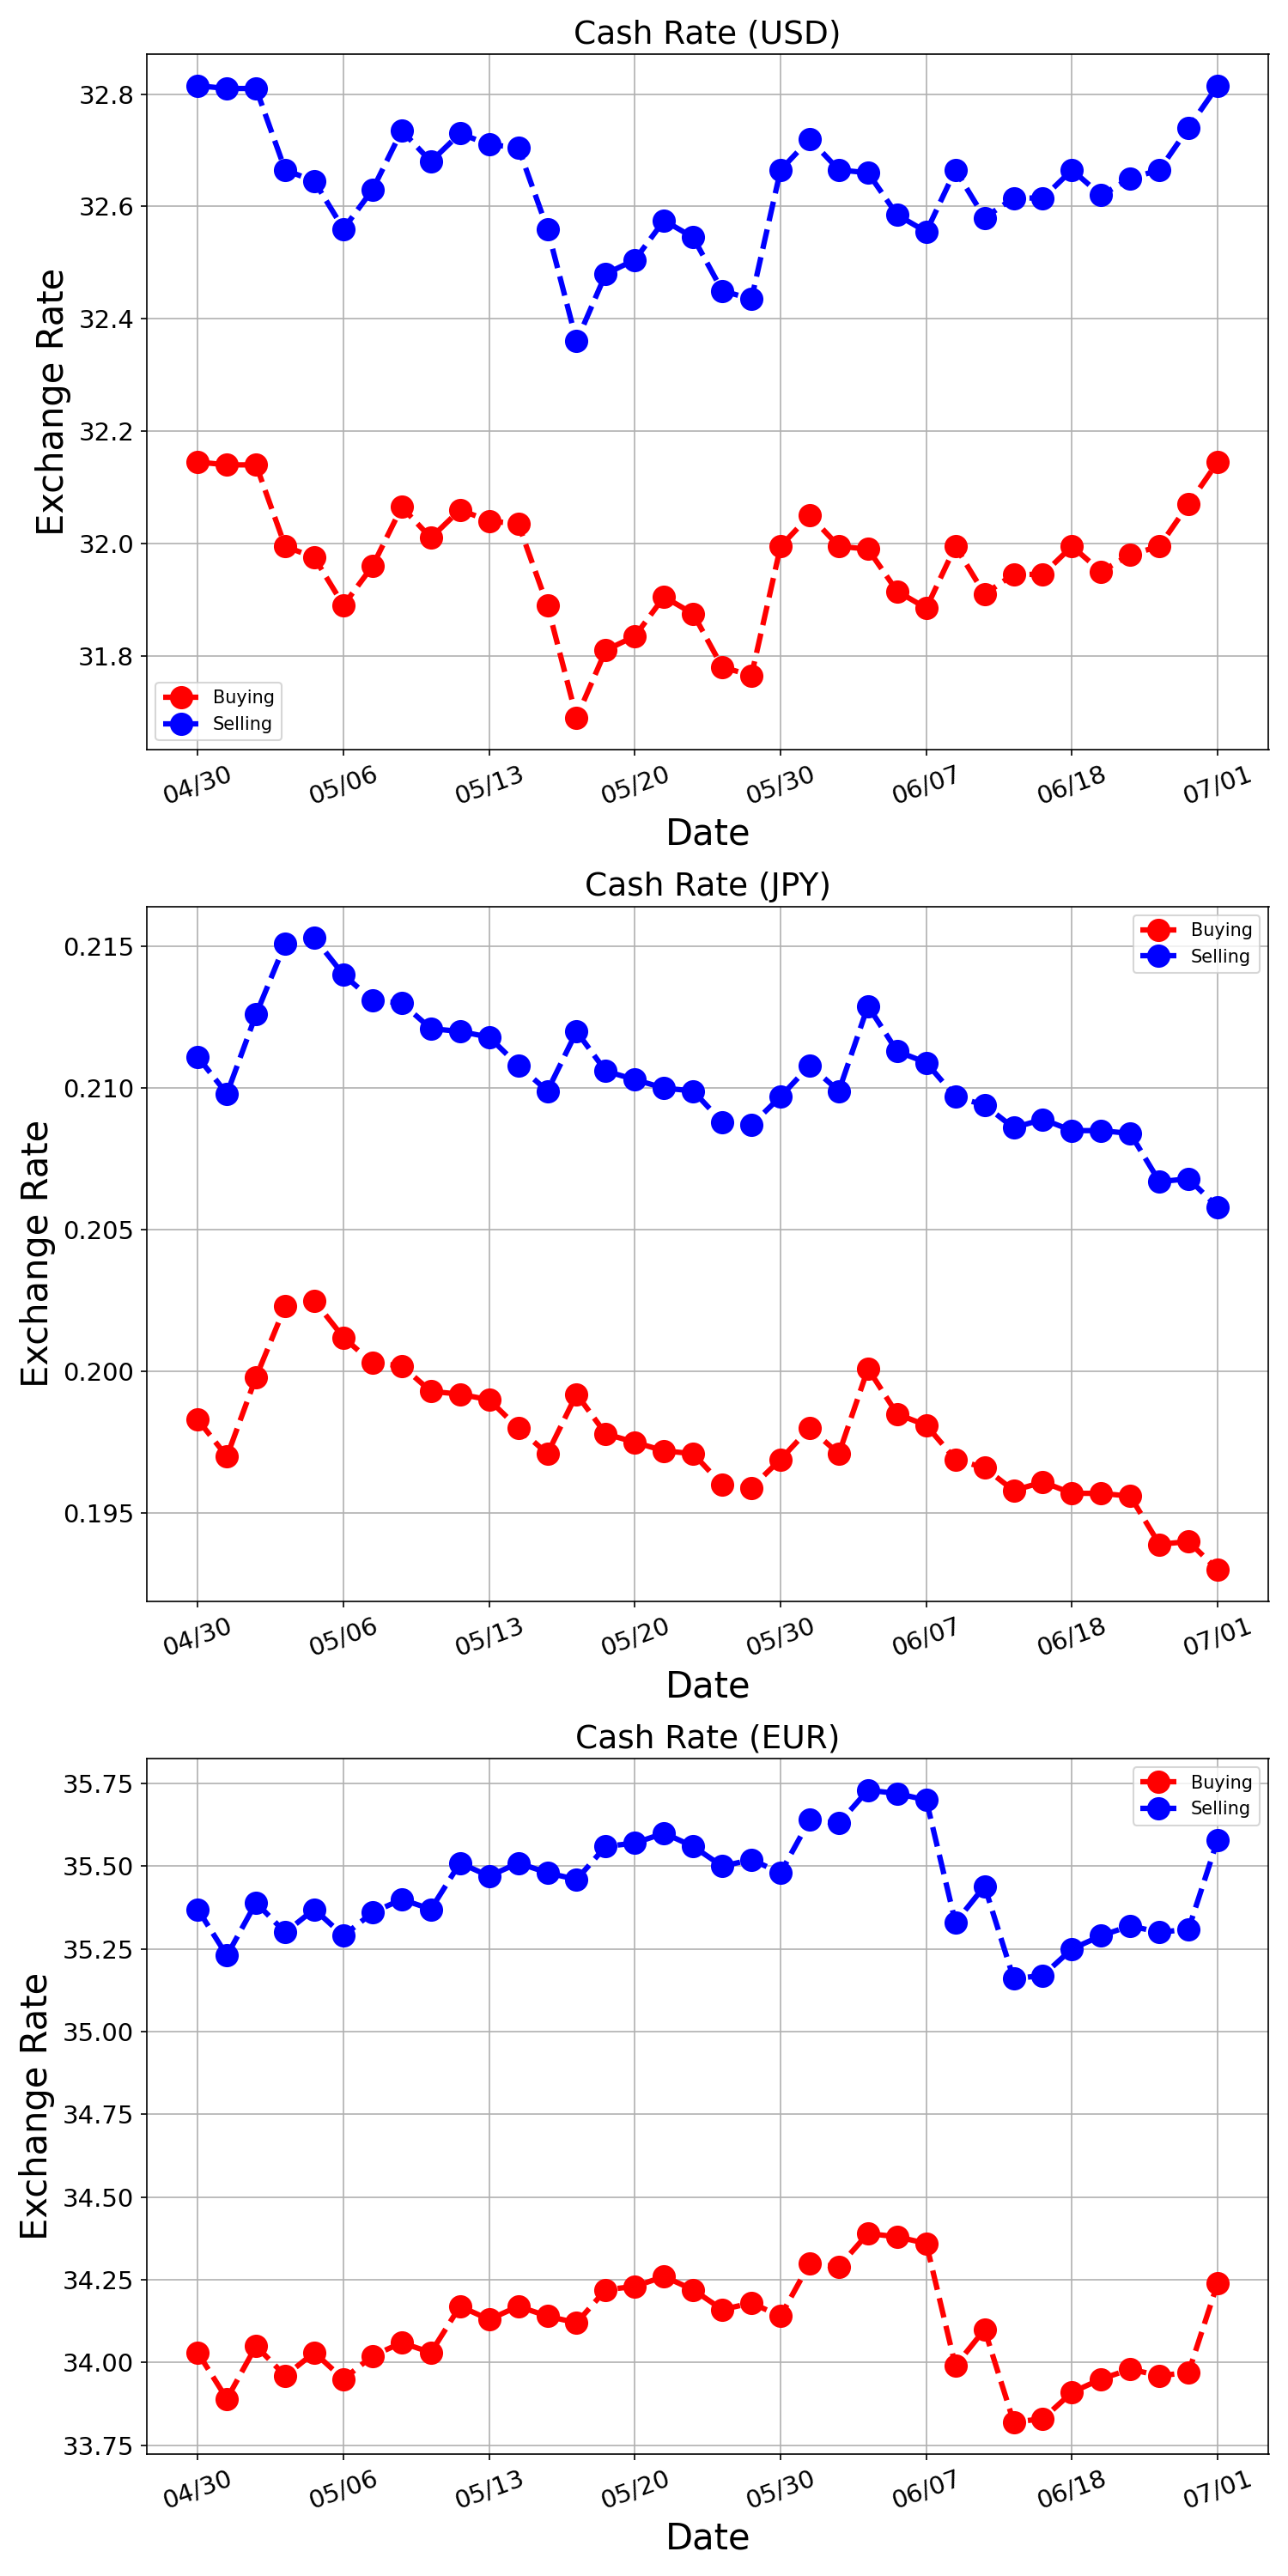 Cash Rate (USD)
Exchange Rate
32.8
32.6
32.4
32.2
32.0
31.8
Buying
Selling
04/30 05/06 05/13 05/20 05/30 06/07 06/18 07/01
Date
Cash Rate (JPY)
Exchange Rate
0.215
0.210
0.205
0.200
0.195
Buying
Selling
04/30 05/06 05/13 05/20 05/30 06/07 06/18 07/01
Date
Cash Rate (EUR)
Exchange Rate
35.75
35.50
35.25
35.00
34.75
34.50
34.25
34.00
33.75
Buying
Selling
04/30 05/06 05/13 05/20 05/30 06/07 06/18 07/01
Date